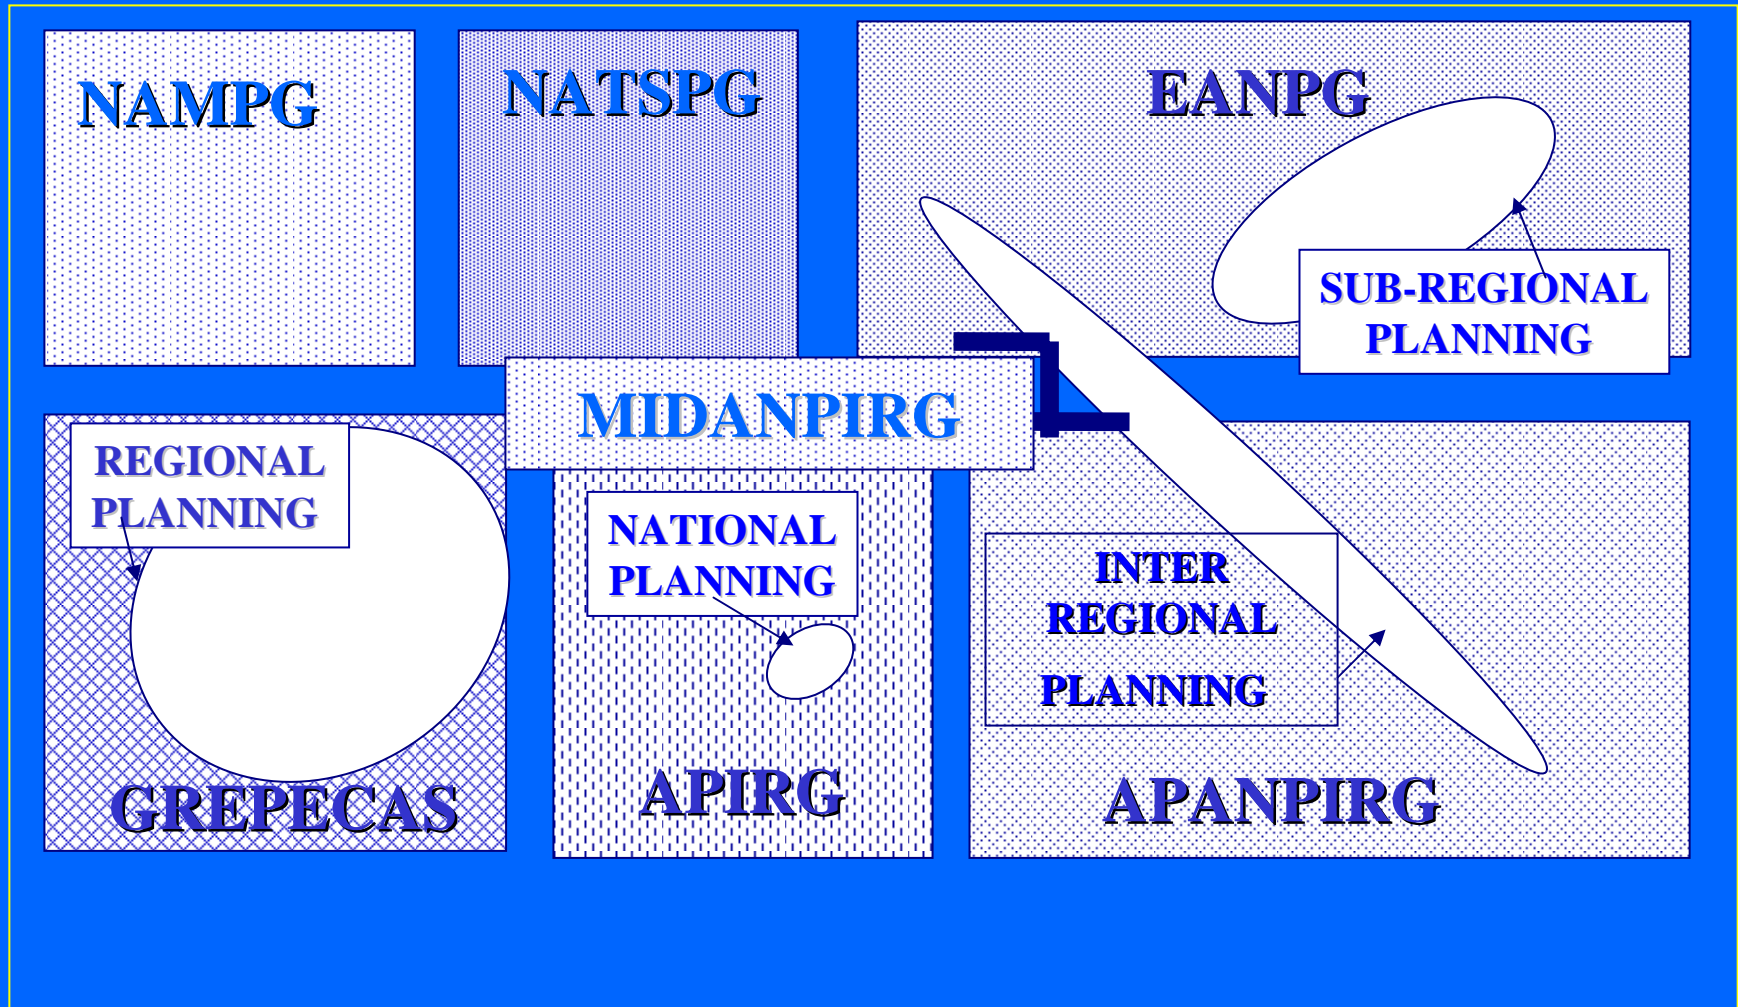 NAMPG
NATSPG
EANPG
SUB-REGIONAL
PLANNING
MIDANPIRG
REGIONAL
PLANNING
NATIONAL
PLANNING
INTER
REGIONAL
PLANNING
GREPECAS
APIRG
APANPIRG